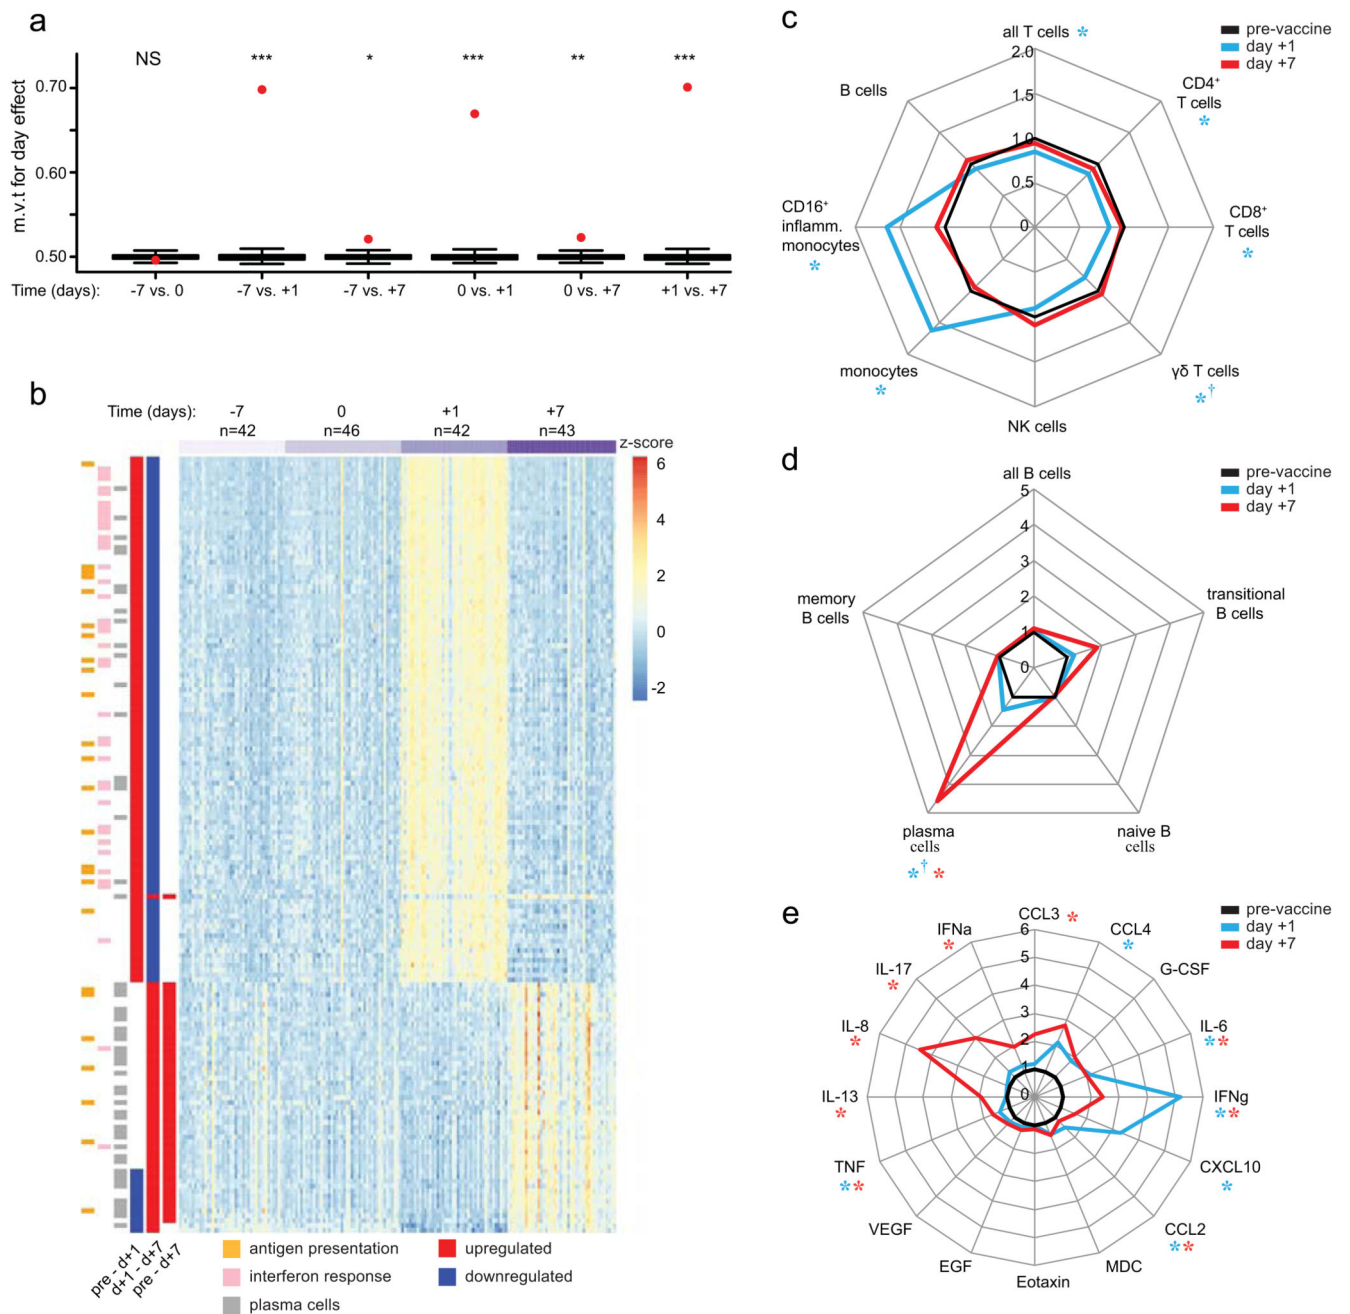 a
NS
***
*
***
**
***
m.v.t for day effect
0.70
0.60
0.50
Time (days):
-7 vs. 0
-7 vs. +1
-7 vs. +7
0 vs. +1
0 vs. +7
+1 vs. +7
b
Time (days):
-7
0
+1
+7
n=42
n=46
n=42
n=43
z-score
6
4
2
0
-2
pre - d+1
d+1 - d+7
pre - d+7
antigen presentation
interferon response
plasma cells
upregulated
downregulated
c
pre-vaccine
day +1
day +7
all T cells *
2.0
1.5
1.0
0.5
0
CD4+
T cells
*
CD8+
T cells
*
γδ T cells
*†
NK cells
monocytes
*
CD16+
inflamm.
monocytes
*
B cells
d
pre-vaccine
day +1
day +7
all B cells
5
4
3
2
1
0
transitional
B cells
naive B
cells
plasma
cells
*† *
memory
B cells
e
pre-vaccine
day +1
day +7
CCL3 *
6
5
4
3
2
1
0
CCL4
*
G-CSF
IL-6
**
IFNg
**
CXCL10
*
CCL2
**
MDC
Eotaxin
EGF
VEGF
TNF
**
IL-13
*
IL-8
*
IL-17
*
IFNa
*